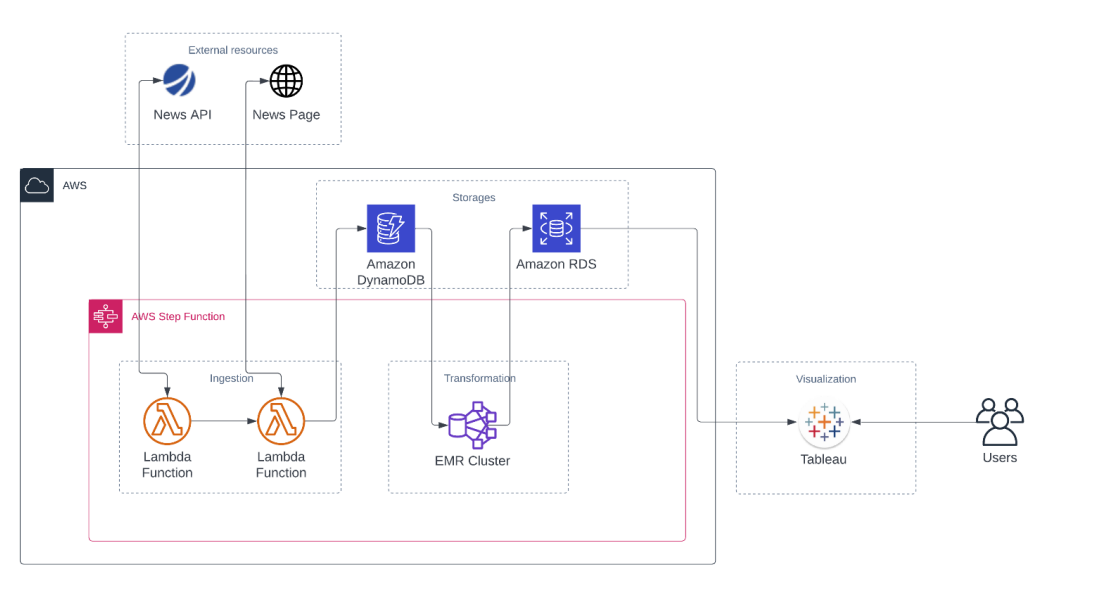 External resources
News API
News Page
AWS
Storages
Amazon
DynamoDB
Amazon RDS
AWS Step Function
Ingestion
Lambda
Function
Lambda
Function
Transformation
EMR Cluster
Visualization
Tableau
Users